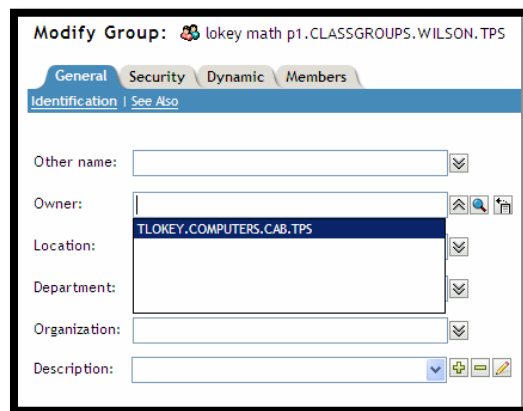 Modify Group: lokey math p1.CLASSGROUPS.WILSON.TPS
General Security Dynamic Members
Identification | See Also
Other name:
Owner:
TLOKEY.COMPUTERS.CAB.TPS
Location:
Department:
Organization:
Description: